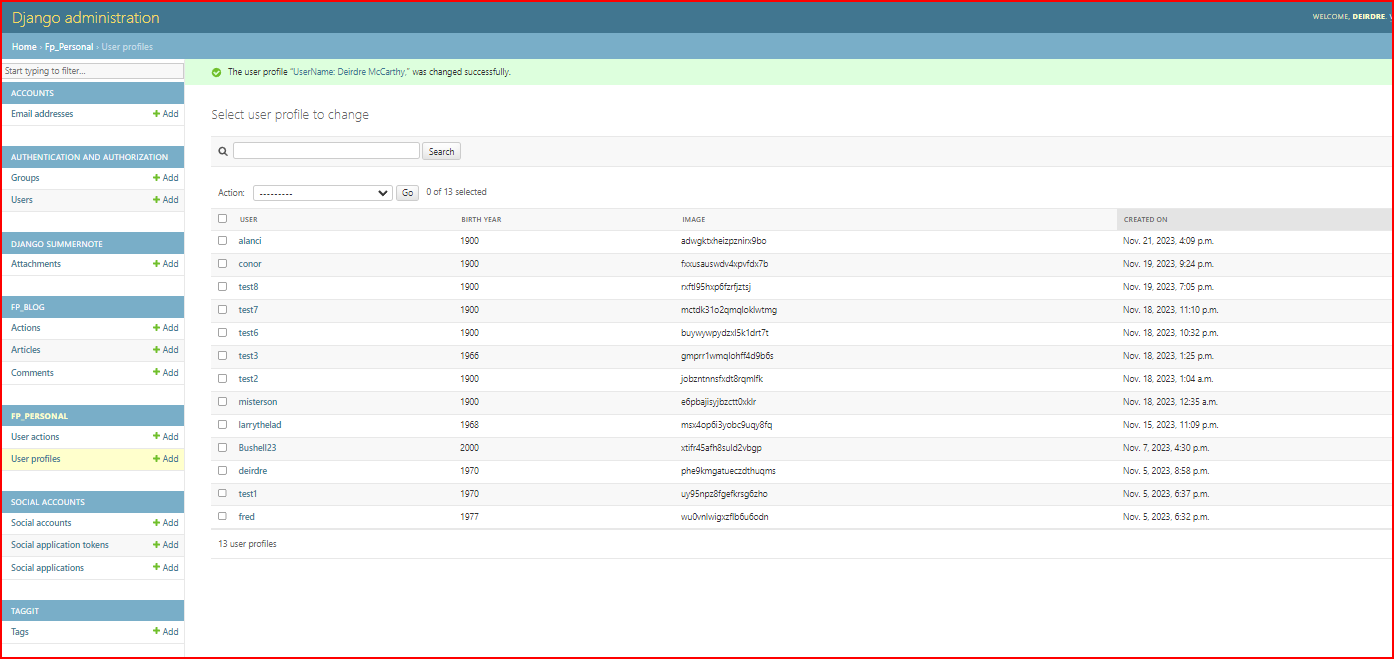 Django administration
WELCOME, DEIRDRE.
Home › Fp_Personal › User profiles
Start typing to filter...
ACCOUNTS
Email addresses Add
AUTHENTICATION AND AUTHORIZATION
Groups Add
Users Add
DJANGO SUMMERNOTE
Attachments Add
FP_BLOG
Actions Add
Articles Add
Comments Add
FP_PERSONAL
User actions Add
User profiles Add
SOCIAL ACCOUNTS
Social accounts Add
Social application tokens Add
Social applications Add
TAGGIT
Tags Add
The user profile “UserName: Deirdre McCarthy,” was changed successfully.
Select user profile to change
Search
Action: --------- Go 0 of 13 selected
USER BIRTH YEAR IMAGE CREATED ON
alanci 1900 adwgktxheizpznirx9bo Nov. 21, 2023, 4:09 p.m.
conor 1900 fxxusauswdv4xpvfdx7b Nov. 19, 2023, 9:24 p.m.
test8 1900 rxftl95hxp6fzrfjztsj Nov. 19, 2023, 7:05 p.m.
test7 1900 mctdk31o2qmqloklwtmg Nov. 18, 2023, 11:10 p.m.
test6 1900 buywywpydzxl5k1drt7t Nov. 18, 2023, 10:32 p.m.
test3 1966 gmprr1wmqlohff4d9b6s Nov. 18, 2023, 1:25 p.m.
test2 1900 jobzntnnsfxdt8rqmlfk Nov. 18, 2023, 1:04 a.m.
misterson 1900 e6pbajisyjbzctt0xklr Nov. 18, 2023, 12:35 a.m.
larrythelad 1968 msx4op6i3yobc9uqy8fq Nov. 15, 2023, 11:09 p.m.
Bushell23 2000 xtifr45afh8suld2vbgp Nov. 7, 2023, 4:30 p.m.
deirdre 1970 phe9kmgatueczdthuqms Nov. 5, 2023, 8:58 p.m.
test1 1970 uy95npz8fgefkrsg6zho Nov. 5, 2023, 6:37 p.m.
fred 1977 wu0vnlwigxzflb6u6odn Nov. 5, 2023, 6:32 p.m.
13 user profiles